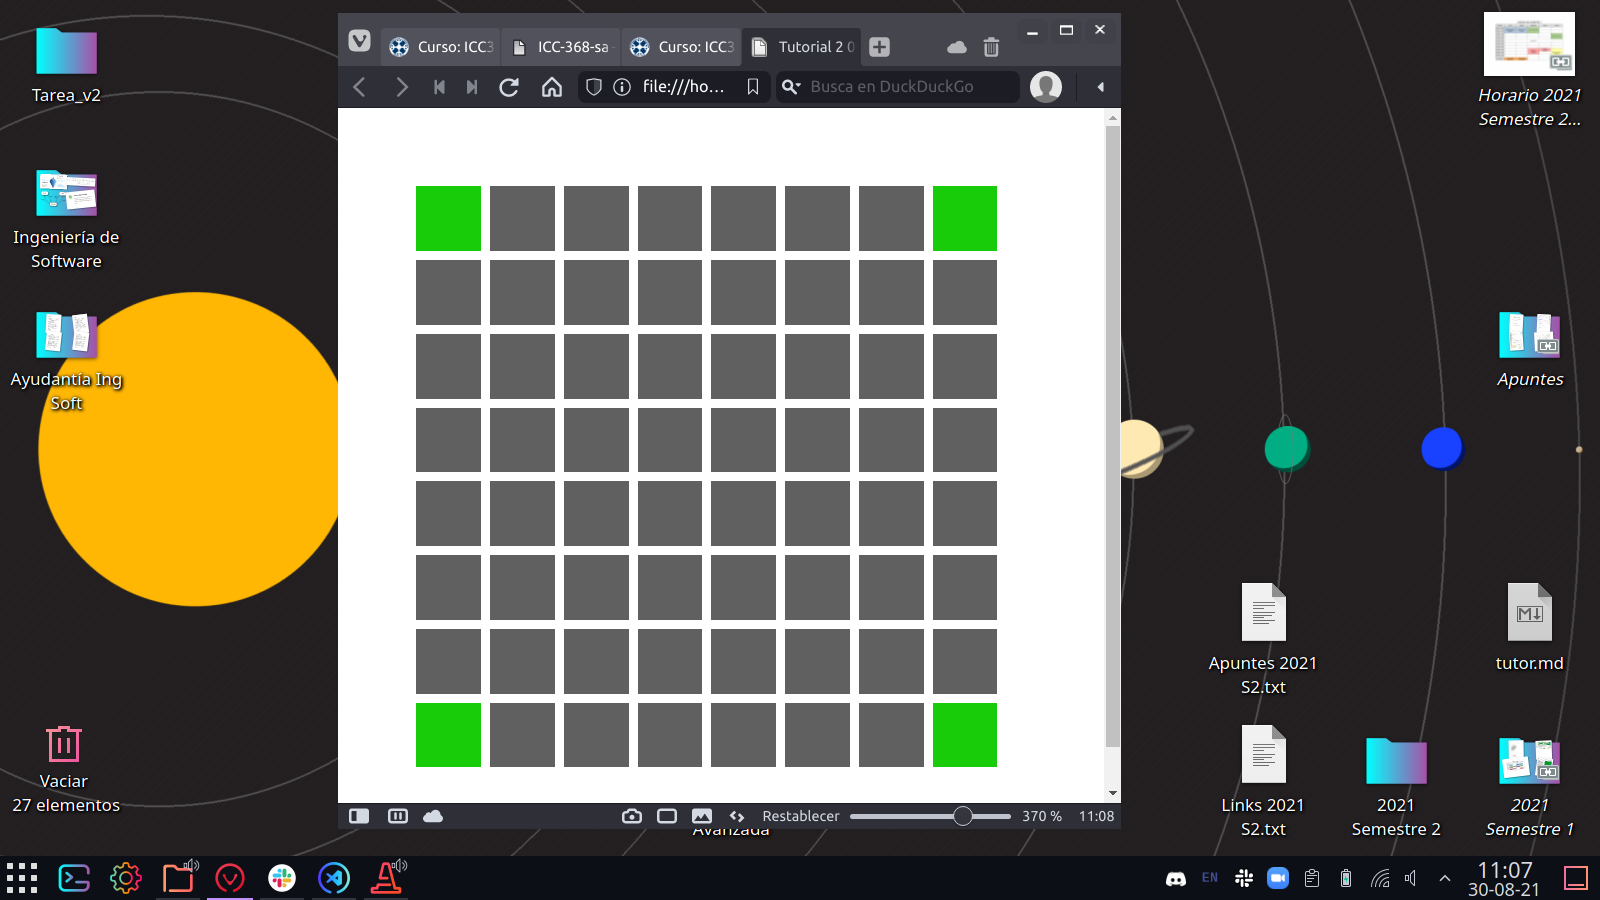 Tarea_v2
Ingeniería de
Software
Ayudantía Ing
Soft
Vaciar
27 elementos
Curso: ICC3
ICC-368-sa
Curso: ICC3
Tutorial 2 0
file:///ho...
Busca en DuckDuckGo
Restablecer
370 %
11:08
Avanzada
Horario 2021
Semestre 2...
Apuntes
Apuntes 2021
S2.txt
tutor.md
Links 2021
S2.txt
2021
Semestre 2
2021
Semestre 1
EN
11:07
30-08-21